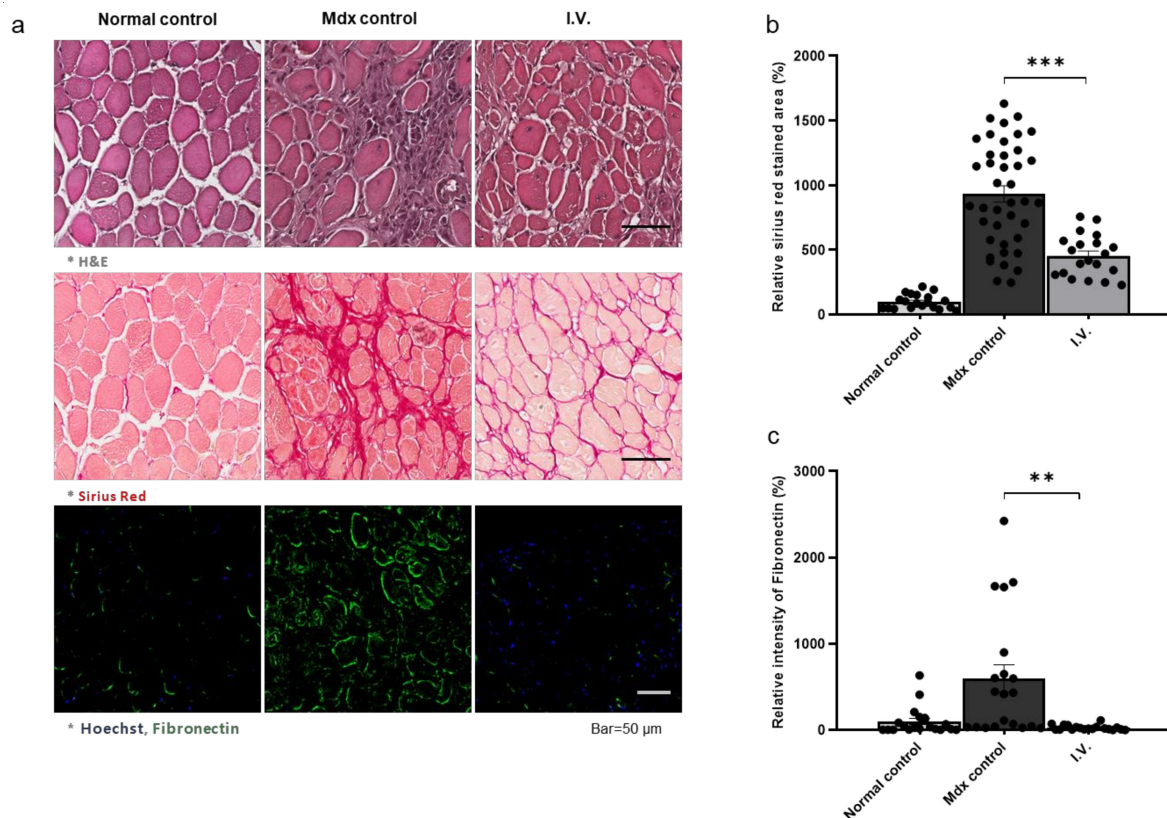 a
Normal control
Mdx control
I.V.
* H&E
* Sirius Red
* Hoechst, Fibronectin
Bar=50 µm
b
Relative sirius red stained area (%)
2000
1500
1000
500
0
***
Normal control
Mdx control
I.V.
c
Relative intensity of Fibronectin (%)
3000
2000
1000
0
**
Normal control
Mdx control
I.V.